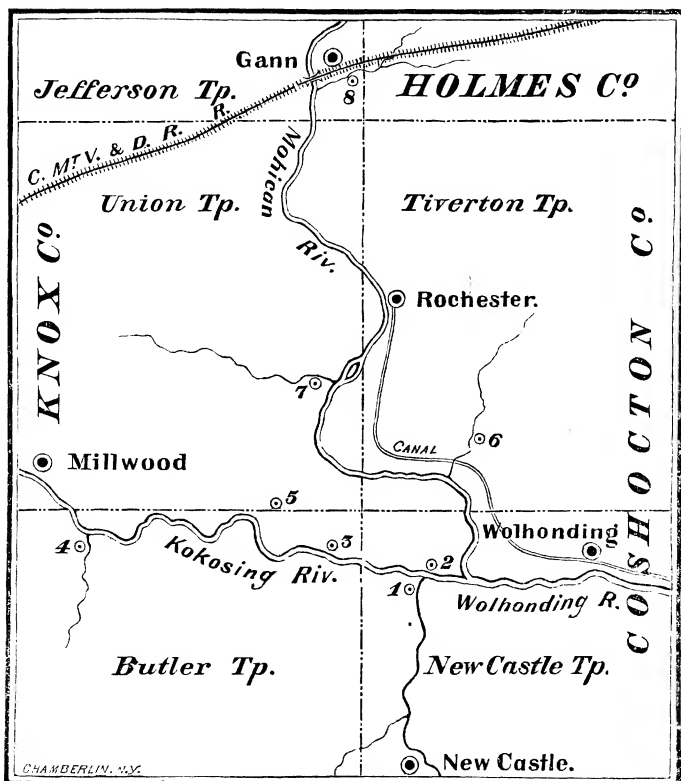 Gann
Jefferson Tp.
8
HOLMES Cº
C. Mᵀ V. & D. R. R.
Mohican Riv.
Union Tp.
Tiverton Tp.
KNOX Cº
COSHOCTON Cº
Rochester.
7
CANAL
6
Millwood
5
Wolhonding
4
Kokosing Riv.
3
2
1
Wolhonding R.
Butler Tp.
New Castle Tp.
New Castle.
CHAMBERLIN. N.Y.